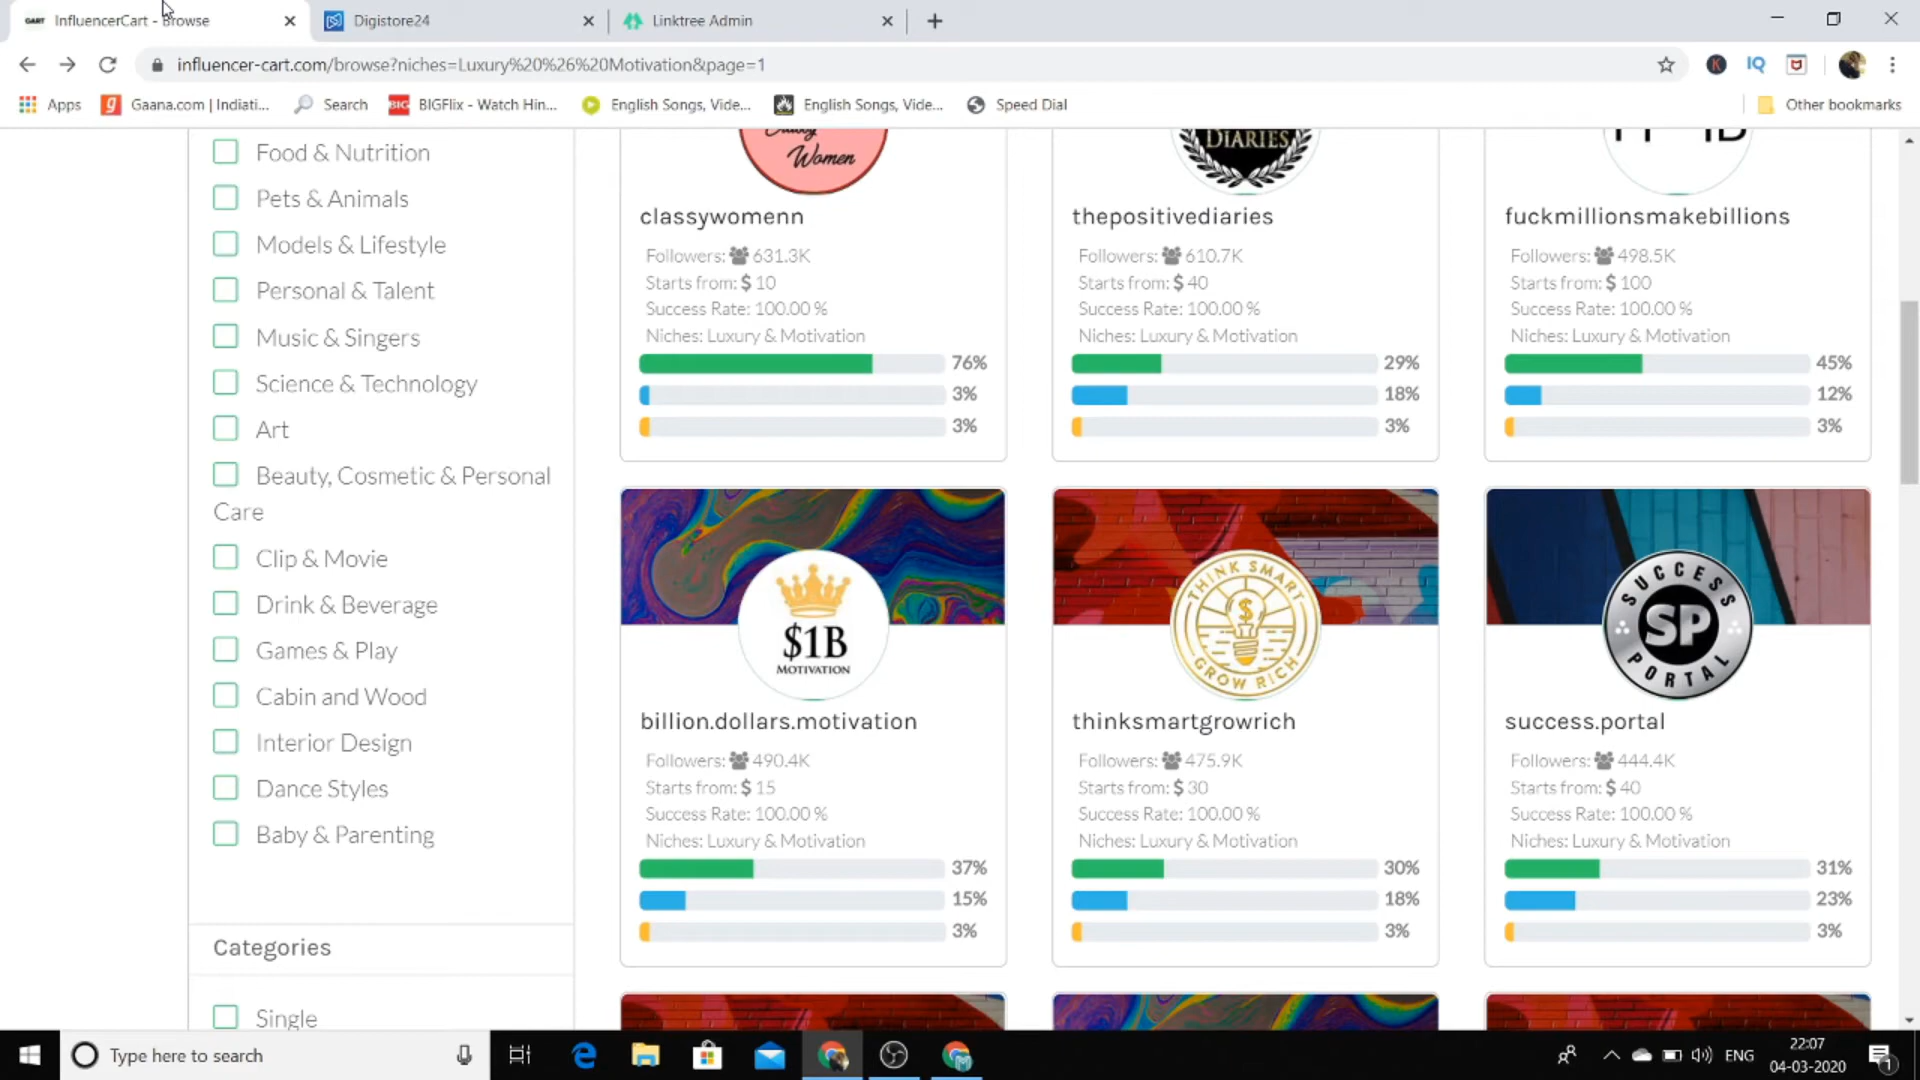 InfluencerCart - Browse
Digistore24
Linktree Admin
influencer-cart.com/browse?niches=Luxury%20%26%20Motivation&page=1
Apps
Gaana.com | Indiati...
Search
BIGFlix - Watch Hin...
English Songs, Vide...
English Songs, Vide...
Speed Dial
Other bookmarks
Food & Nutrition
Pets & Animals
Models & Lifestyle
Personal & Talent
Music & Singers
Science & Technology
Art
Beauty, Cosmetic & Personal
Care
Clip & Movie
Drink & Beverage
Games & Play
Cabin and Wood
Interior Design
Dance Styles
Baby & Parenting
Categories
Single
Women
classywomenn
Followers: 631.3K
Starts from: $ 10
Success Rate: 100.00 %
Niches: Luxury & Motivation
76%
3%
3%
DIARIES
thepositivediaries
Followers: 610.7K
Starts from: $ 40
Success Rate: 100.00 %
Niches: Luxury & Motivation
29%
18%
3%
fuckmillionsmakebillions
Followers: 498.5K
Starts from: $ 100
Success Rate: 100.00 %
Niches: Luxury & Motivation
45%
12%
3%
$1B
MOTIVATION
billion.dollars.motivation
Followers: 490.4K
Starts from: $ 15
Success Rate: 100.00 %
Niches: Luxury & Motivation
37%
15%
3%
THINK SMART
GROW RICH
thinksmartgrowrich
Followers: 475.9K
Starts from: $ 30
Success Rate: 100.00 %
Niches: Luxury & Motivation
30%
18%
3%
SUCCESS
SP
PORTAL
success.portal
Followers: 444.4K
Starts from: $ 40
Success Rate: 100.00 %
Niches: Luxury & Motivation
31%
23%
3%
Type here to search
ENG
22:07
04-03-2020